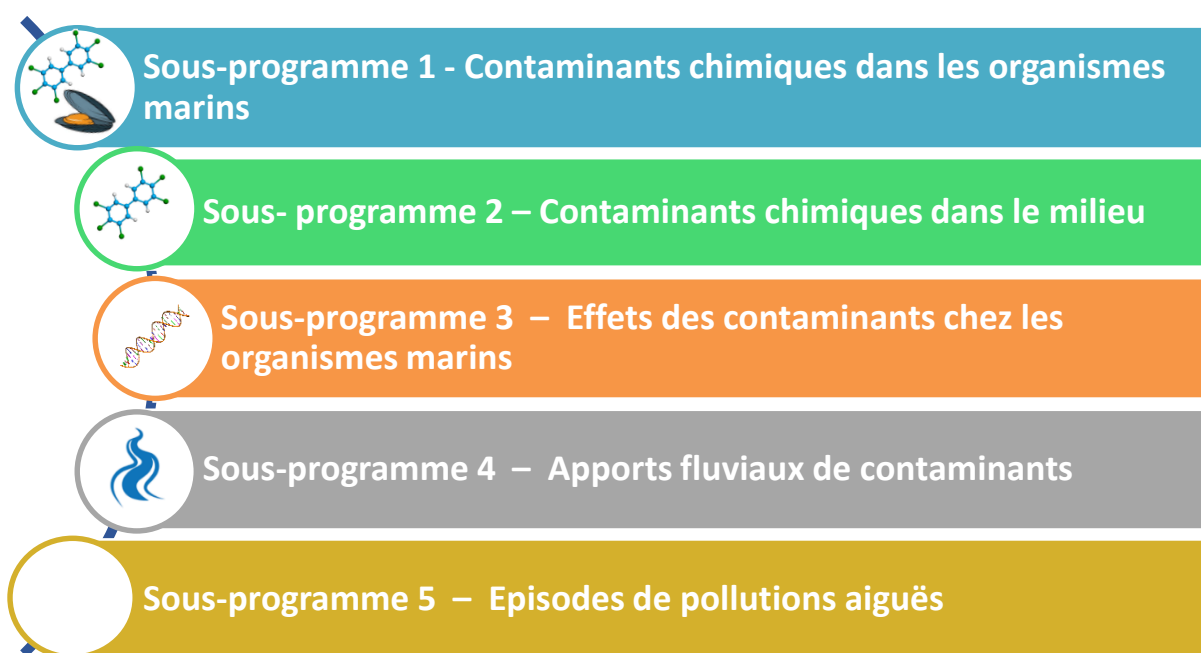 Sous-programme 1 - Contaminants chimiques dans les organismes
marins
Sous- programme 2 – Contaminants chimiques dans le milieu
Sous-programme 3 – Effets des contaminants chez les
organismes marins
Sous-programme 4 – Apports fluviaux de contaminants
Sous-programme 5 – Episodes de pollutions aiguës